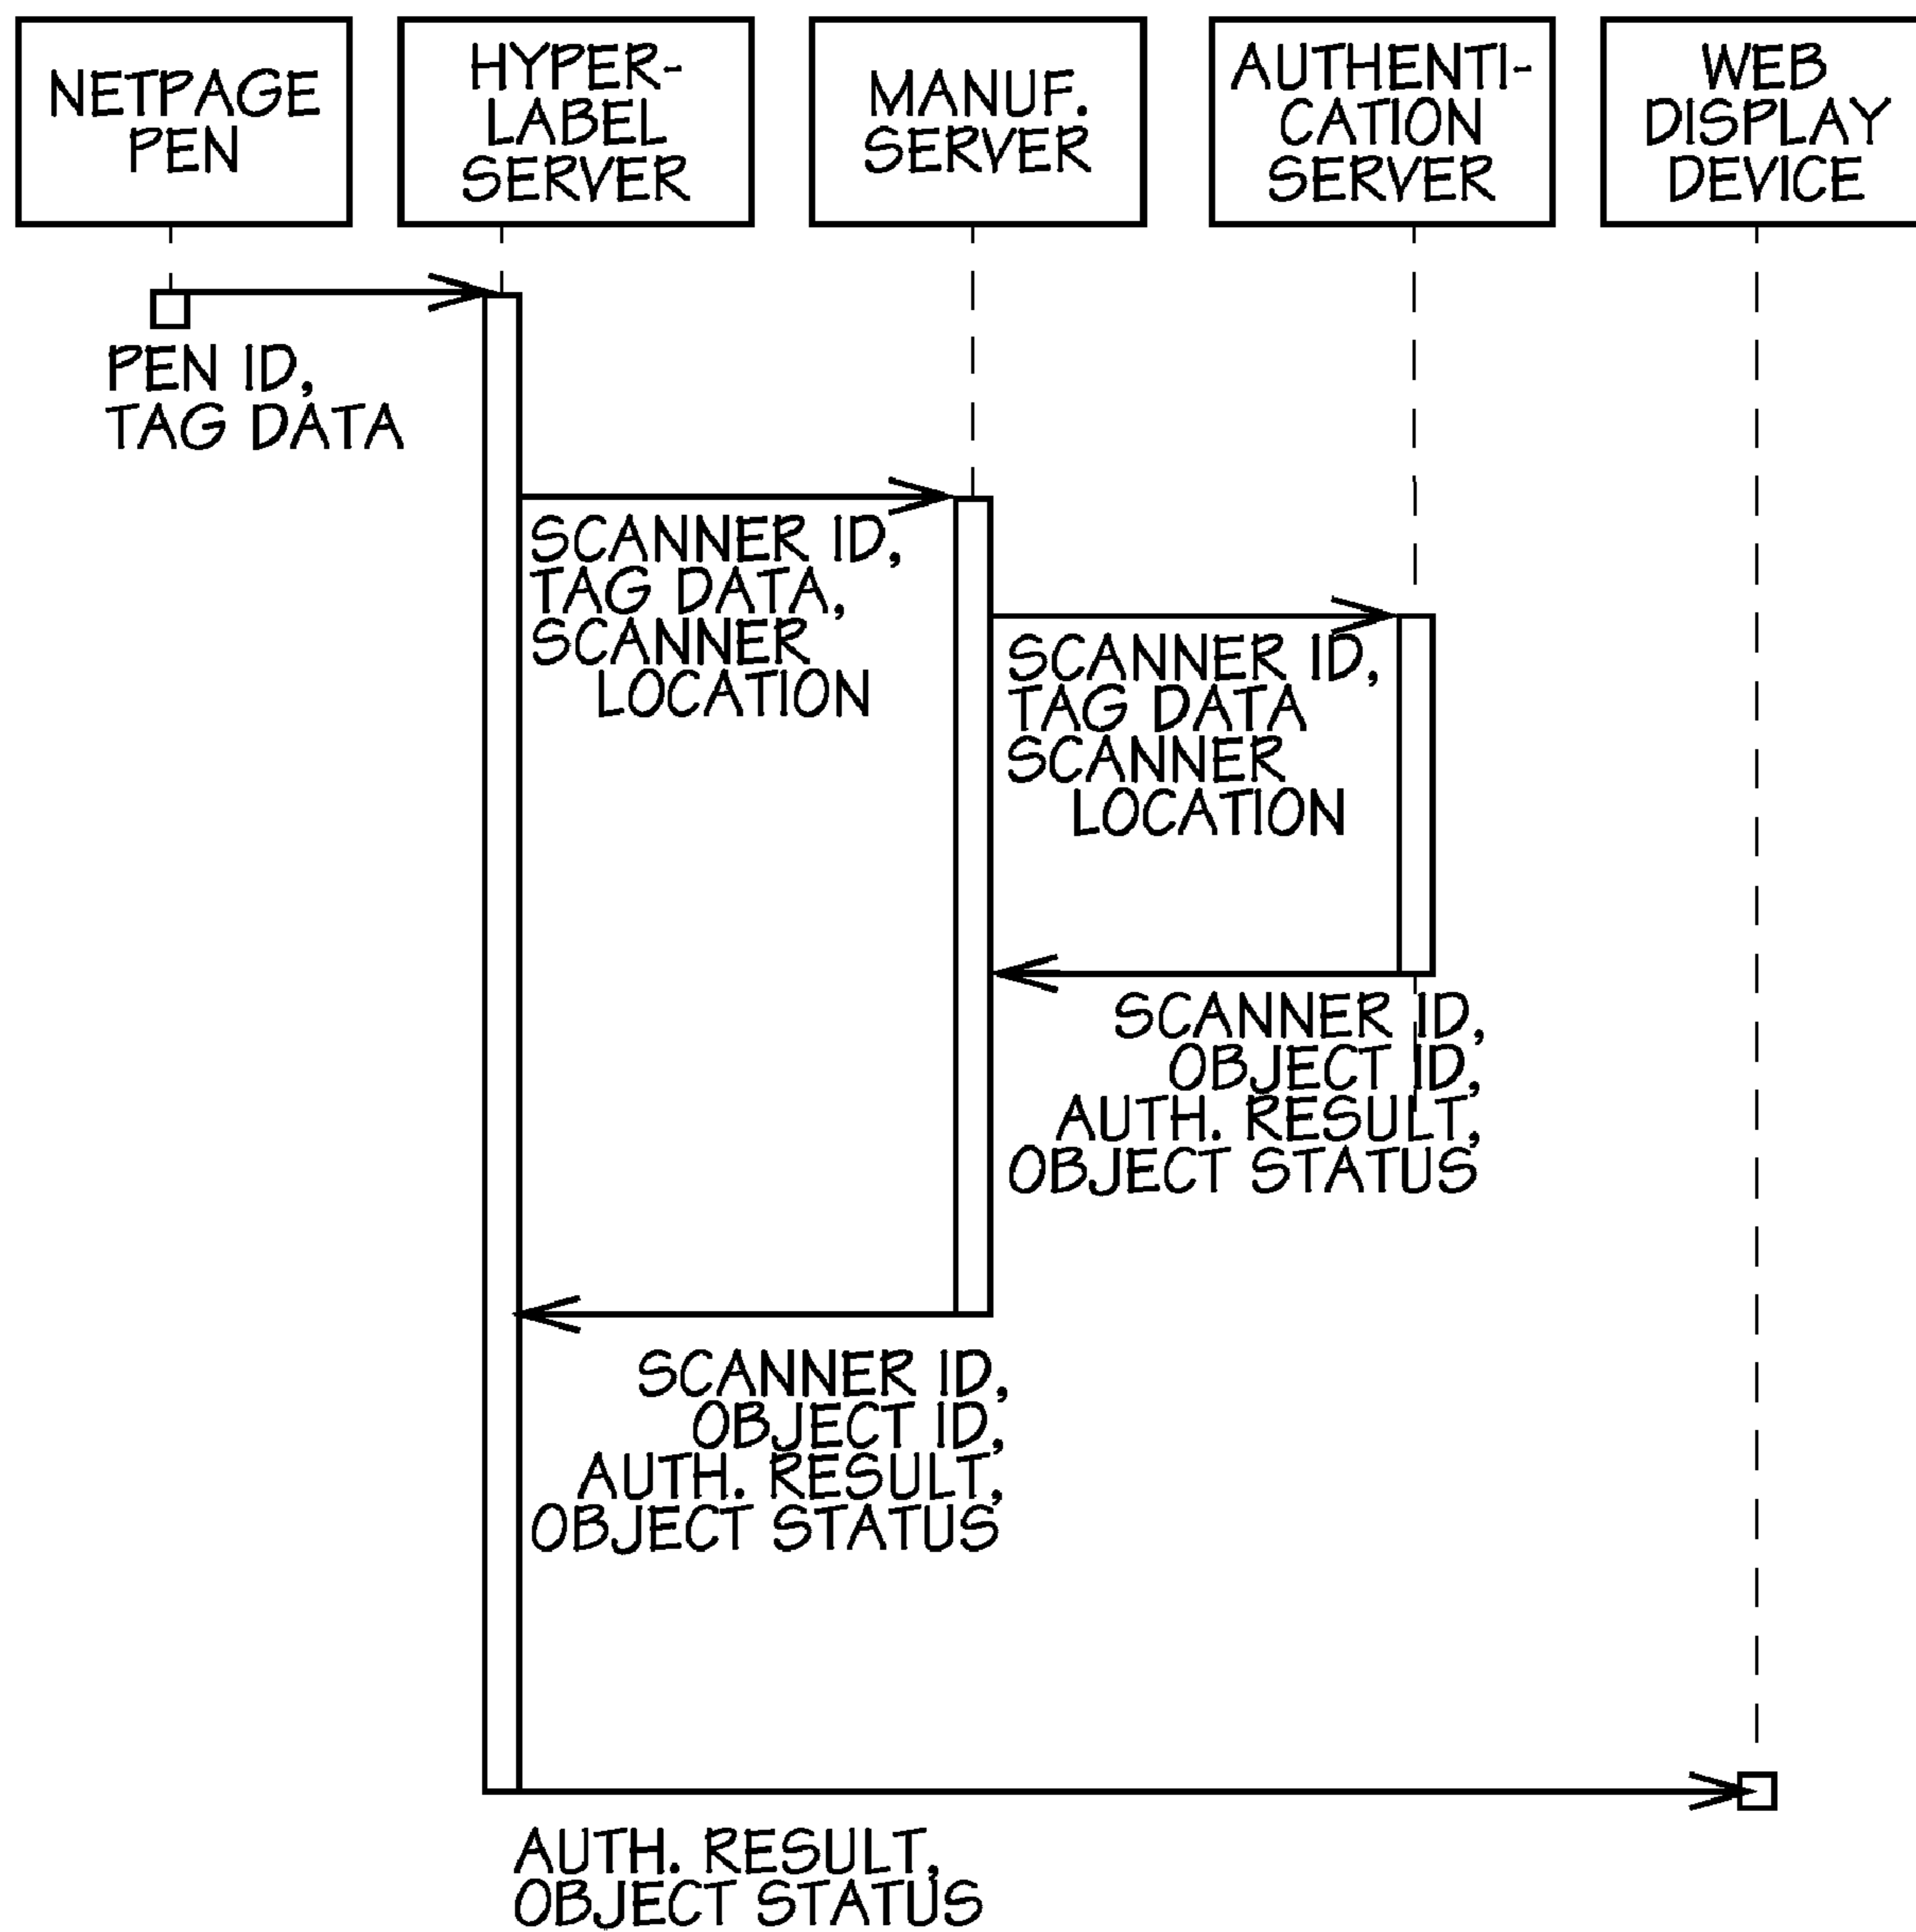 NETPAGE
PEN
HYPER-
LABEL
SERVER
MANUF.
SERVER
AUTHENTI-
CATION
SERVER
WEB
DISPLAY
DEVICE
PEN ID,
TAG DATA
SCANNER ID,
TAG DATA,
SCANNER
LOCATION
SCANNER ID,
TAG DATA
SCANNER
LOCATION
SCANNER ID,
OBJECT ID,
AUTH. RESULT,
OBJECT STATUS
SCANNER ID,
OBJECT ID,
AUTH. RESULT,
OBJECT STATUS
AUTH. RESULT,
OBJECT STATUS